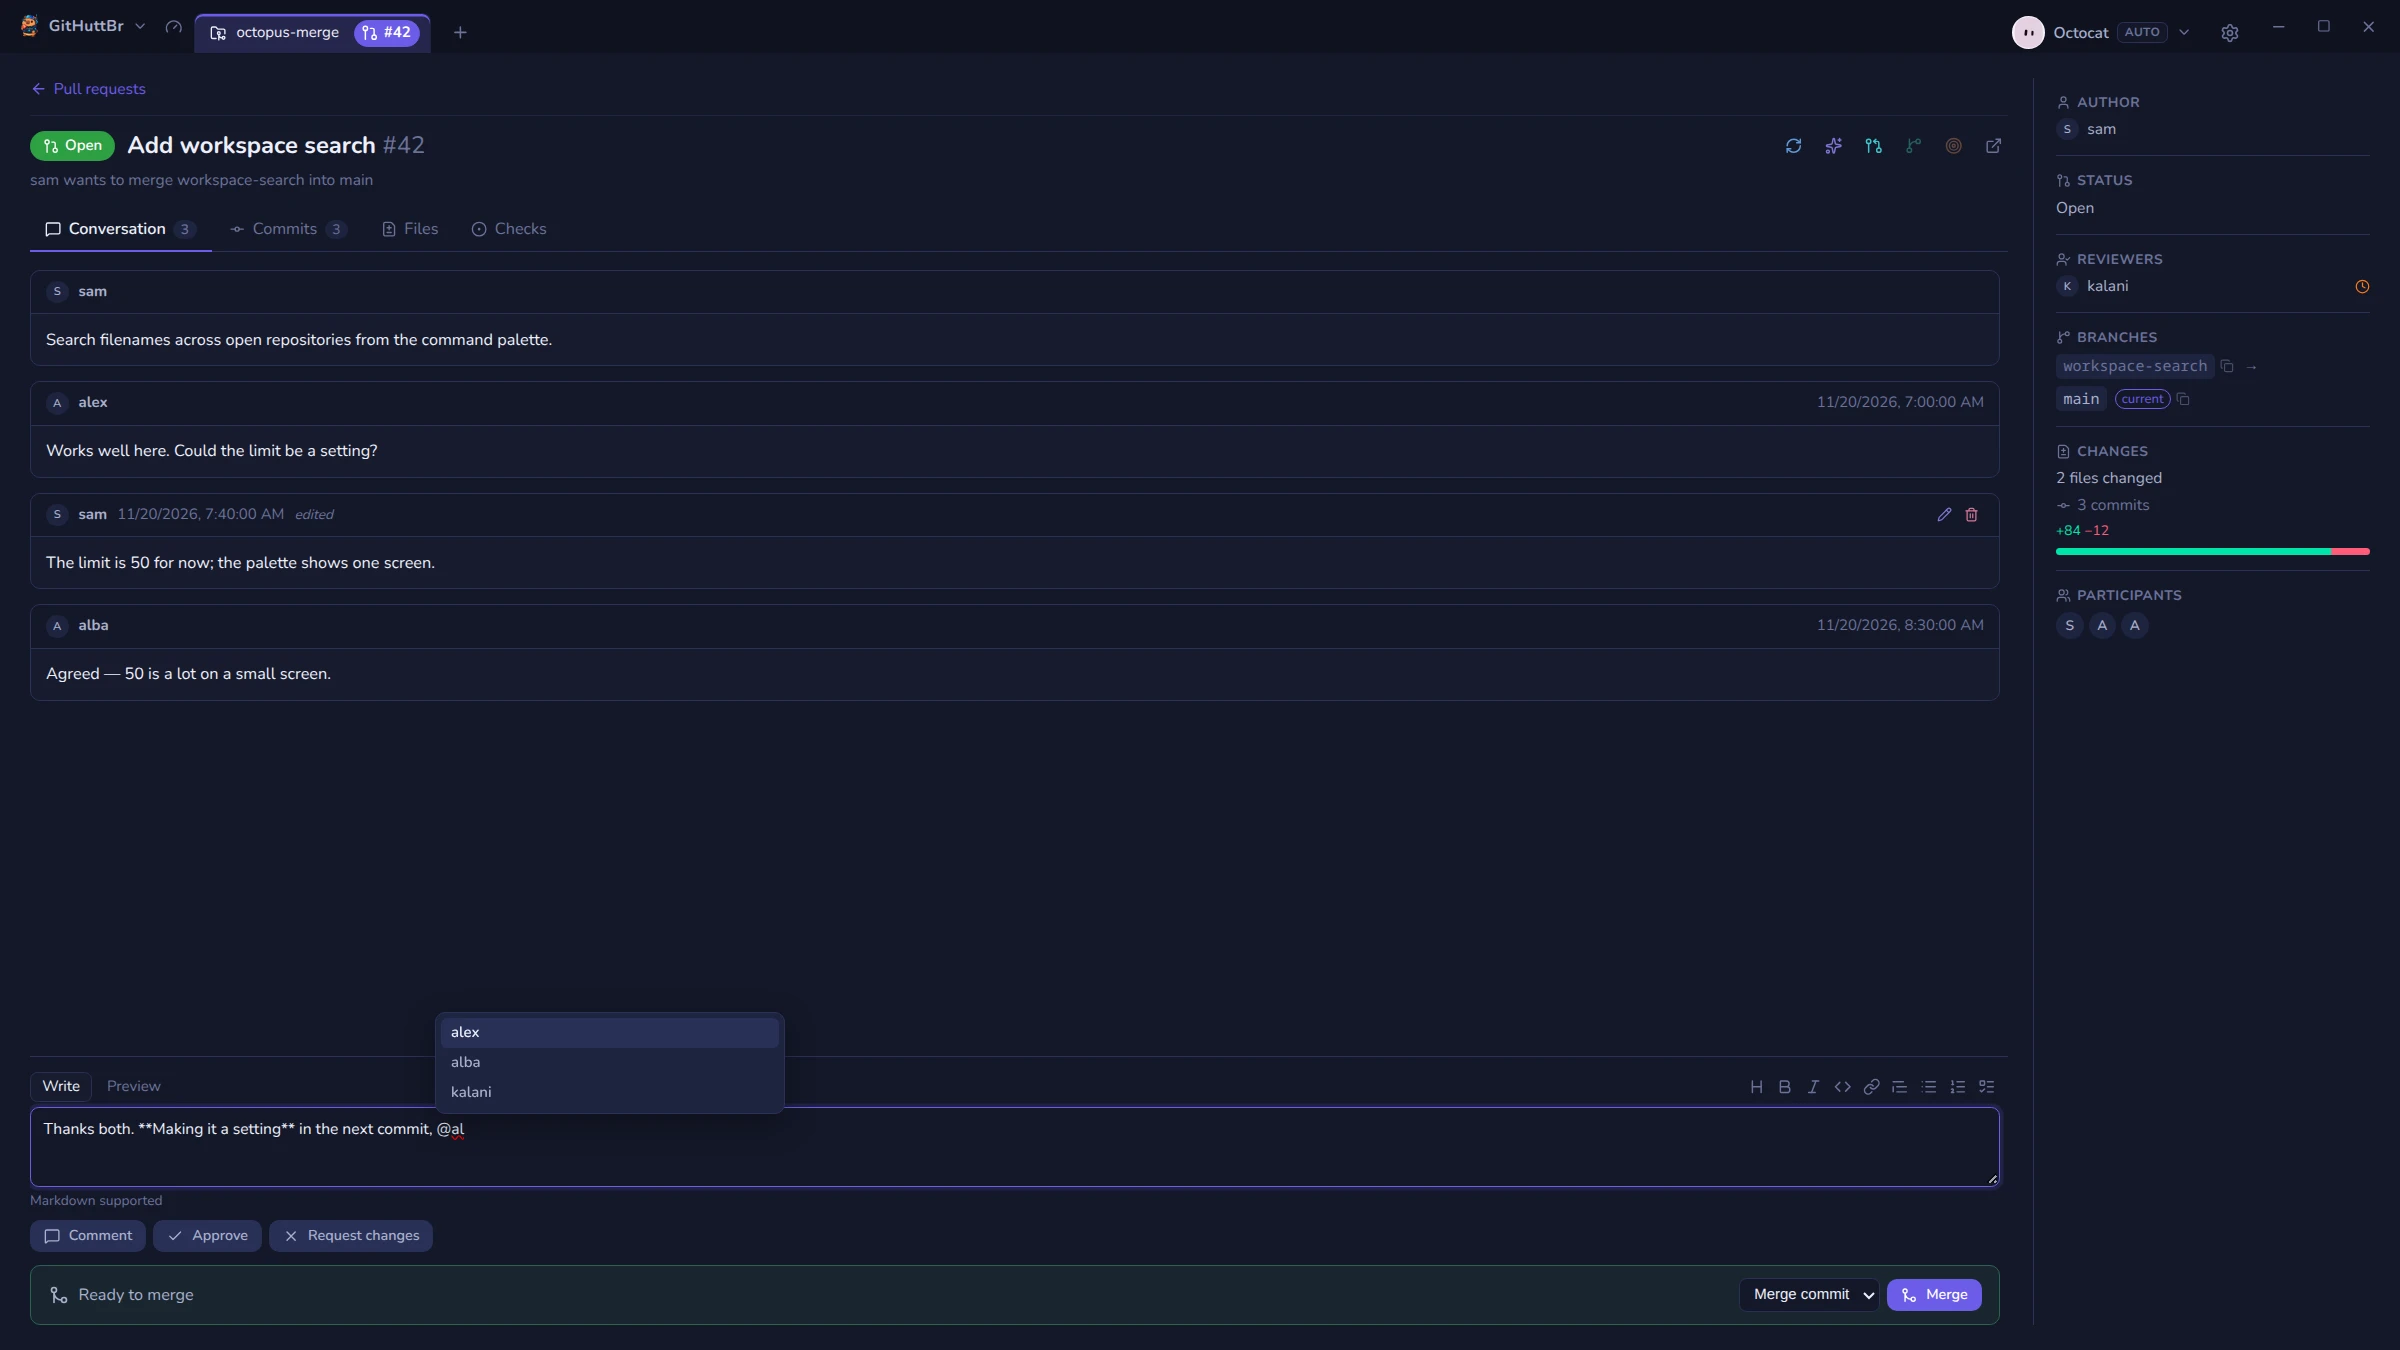 GitHuttBr
octopus-merge #42
Octocat AUTO
Pull requests
Open Add workspace search #42
sam wants to merge workspace-search into main
Conversation 3 Commits 3 Files Checks
S sam
Search filenames across open repositories from the command palette.
A alex 11/20/2026, 7:00:00 AM
Works well here. Could the limit be a setting?
S sam 11/20/2026, 7:40:00 AM edited
The limit is 50 for now; the palette shows one screen.
A alba 11/20/2026, 8:30:00 AM
Agreed — 50 is a lot on a small screen.
alex
alba
kalani
Write Preview
Thanks both. **Making it a setting** in the next commit, @al
Markdown supported
Comment Approve Request changes
Ready to merge Merge commit Merge
AUTHOR
S sam
STATUS
Open
REVIEWERS
K kalani
BRANCHES
workspace-search →
main current
CHANGES
2 files changed
3 commits
+84 −12
PARTICIPANTS
S A A